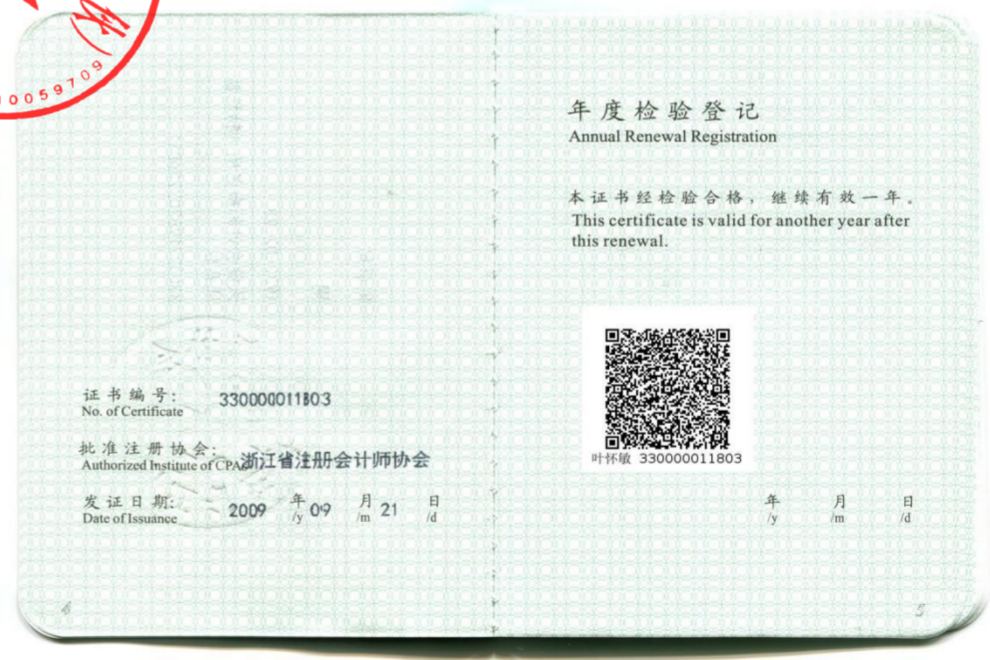 0059709
证书编号:
No. of Certificate
330000011803
批准注册协会:
Authorized Institute of CPAs
浙江省注册会计师协会
发证日期:
Date of Issuance
2009 年 09 月 21 日
/y /m /d
4
年度检验登记
Annual Renewal Registration
本证书经检验合格，继续有效一年。
This certificate is valid for another year after
this renewal.
叶怀敏 330000011803
年 月 日
/y /m /d
5